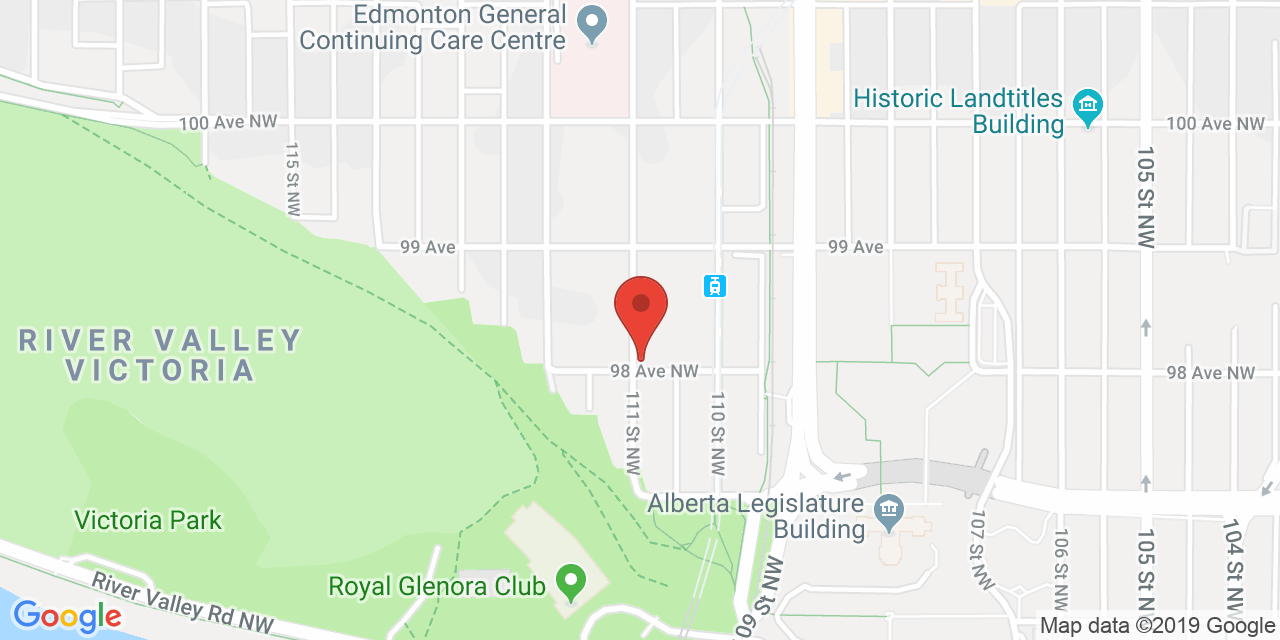 Edmonton General
Continuing Care Centre
Historic Landtitles
Building
100 Ave NW
100 Ave NW
115 St NW
105 St NW
99 Ave
99 Ave
RIVER VALLEY
VICTORIA
98 Ave NW
98 Ave NW
111 St NW
110 St NW
Alberta Legislature
Building
Victoria Park
107 St NW
106 St NW
105 St NW
104 St NW
Royal Glenora Club
River Valley Rd NW
09 St NW
Google
Map data ©2019 Google